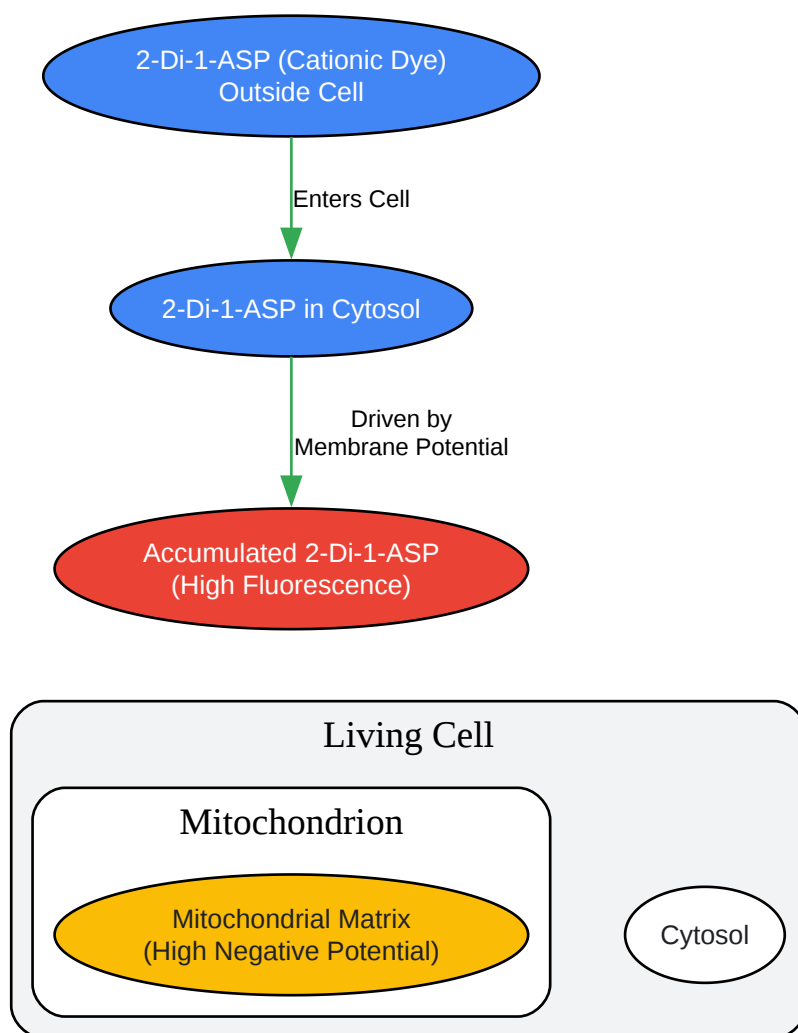 2-Di-1-ASP (Cationic Dye)
Outside Cell
Enters Cell
2-Di-1-ASP in Cytosol
Driven by
Membrane Potential
Accumulated 2-Di-1-ASP
(High Fluorescence)
Living Cell
Mitochondrion
Mitochondrial Matrix
(High Negative Potential)
Cytosol